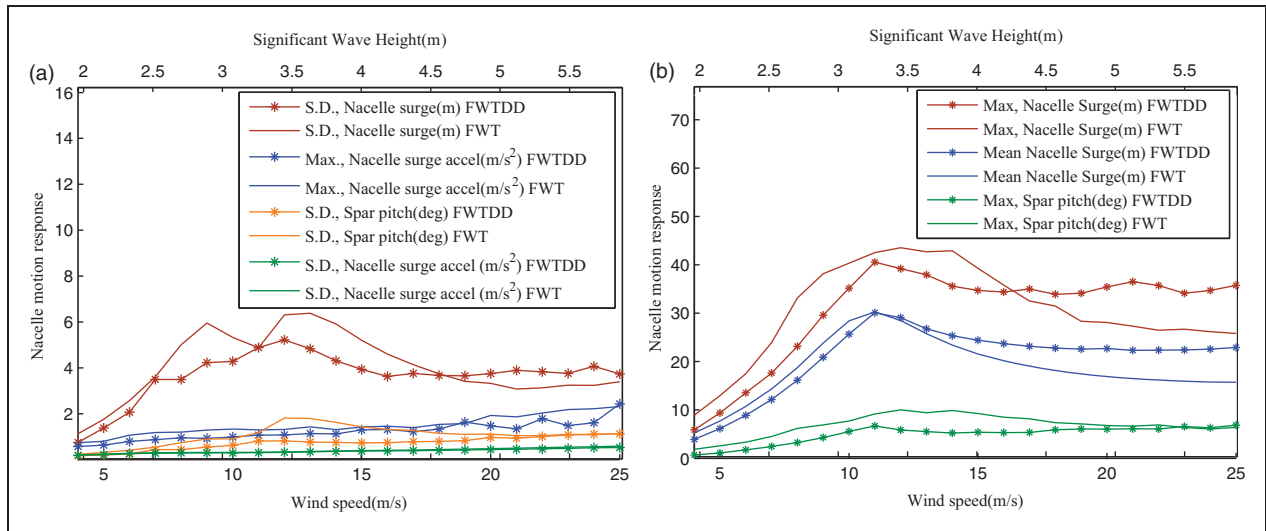 Significant Wave Height(m)
(a)
2 2.5 3 3.5 4 4.5 5 5.5
16
14
12
10
8
6
4
2
Nacelle motion response
S.D., Nacelle surge(m) FWTDD
S.D., Nacelle surge(m) FWT
Max., Nacelle surge accel(m/s²) FWTDD
Max., Nacelle surge accel(m/s²) FWT
S.D., Spar pitch(deg) FWTDD
S.D., Spar pitch(deg) FWT
S.D., Nacelle surge accel (m/s²) FWTDD
S.D., Nacelle surge accel (m/s²) FWT
5 10 15 20 25
Wind speed(m/s)
Significant Wave Height(m)
(b)
2 2.5 3 3.5 4 4.5 5 5.5
70
60
50
40
30
20
10
0
Nacelle motion response
Max, Nacelle Surge(m) FWTDD
Max, Nacelle Surge(m) FWT
Mean Nacelle Surge(m) FWTDD
Mean Nacelle Surge(m) FWT
Max, Spar pitch(deg) FWTDD
Max, Spar pitch(deg) FWT
5 10 15 20 25
Wind speed(m/s)